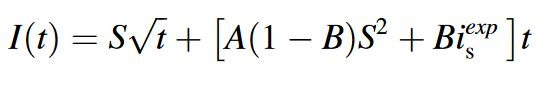 I(t) = S√t + [A(1 − B)S² + Bi_s^exp] t